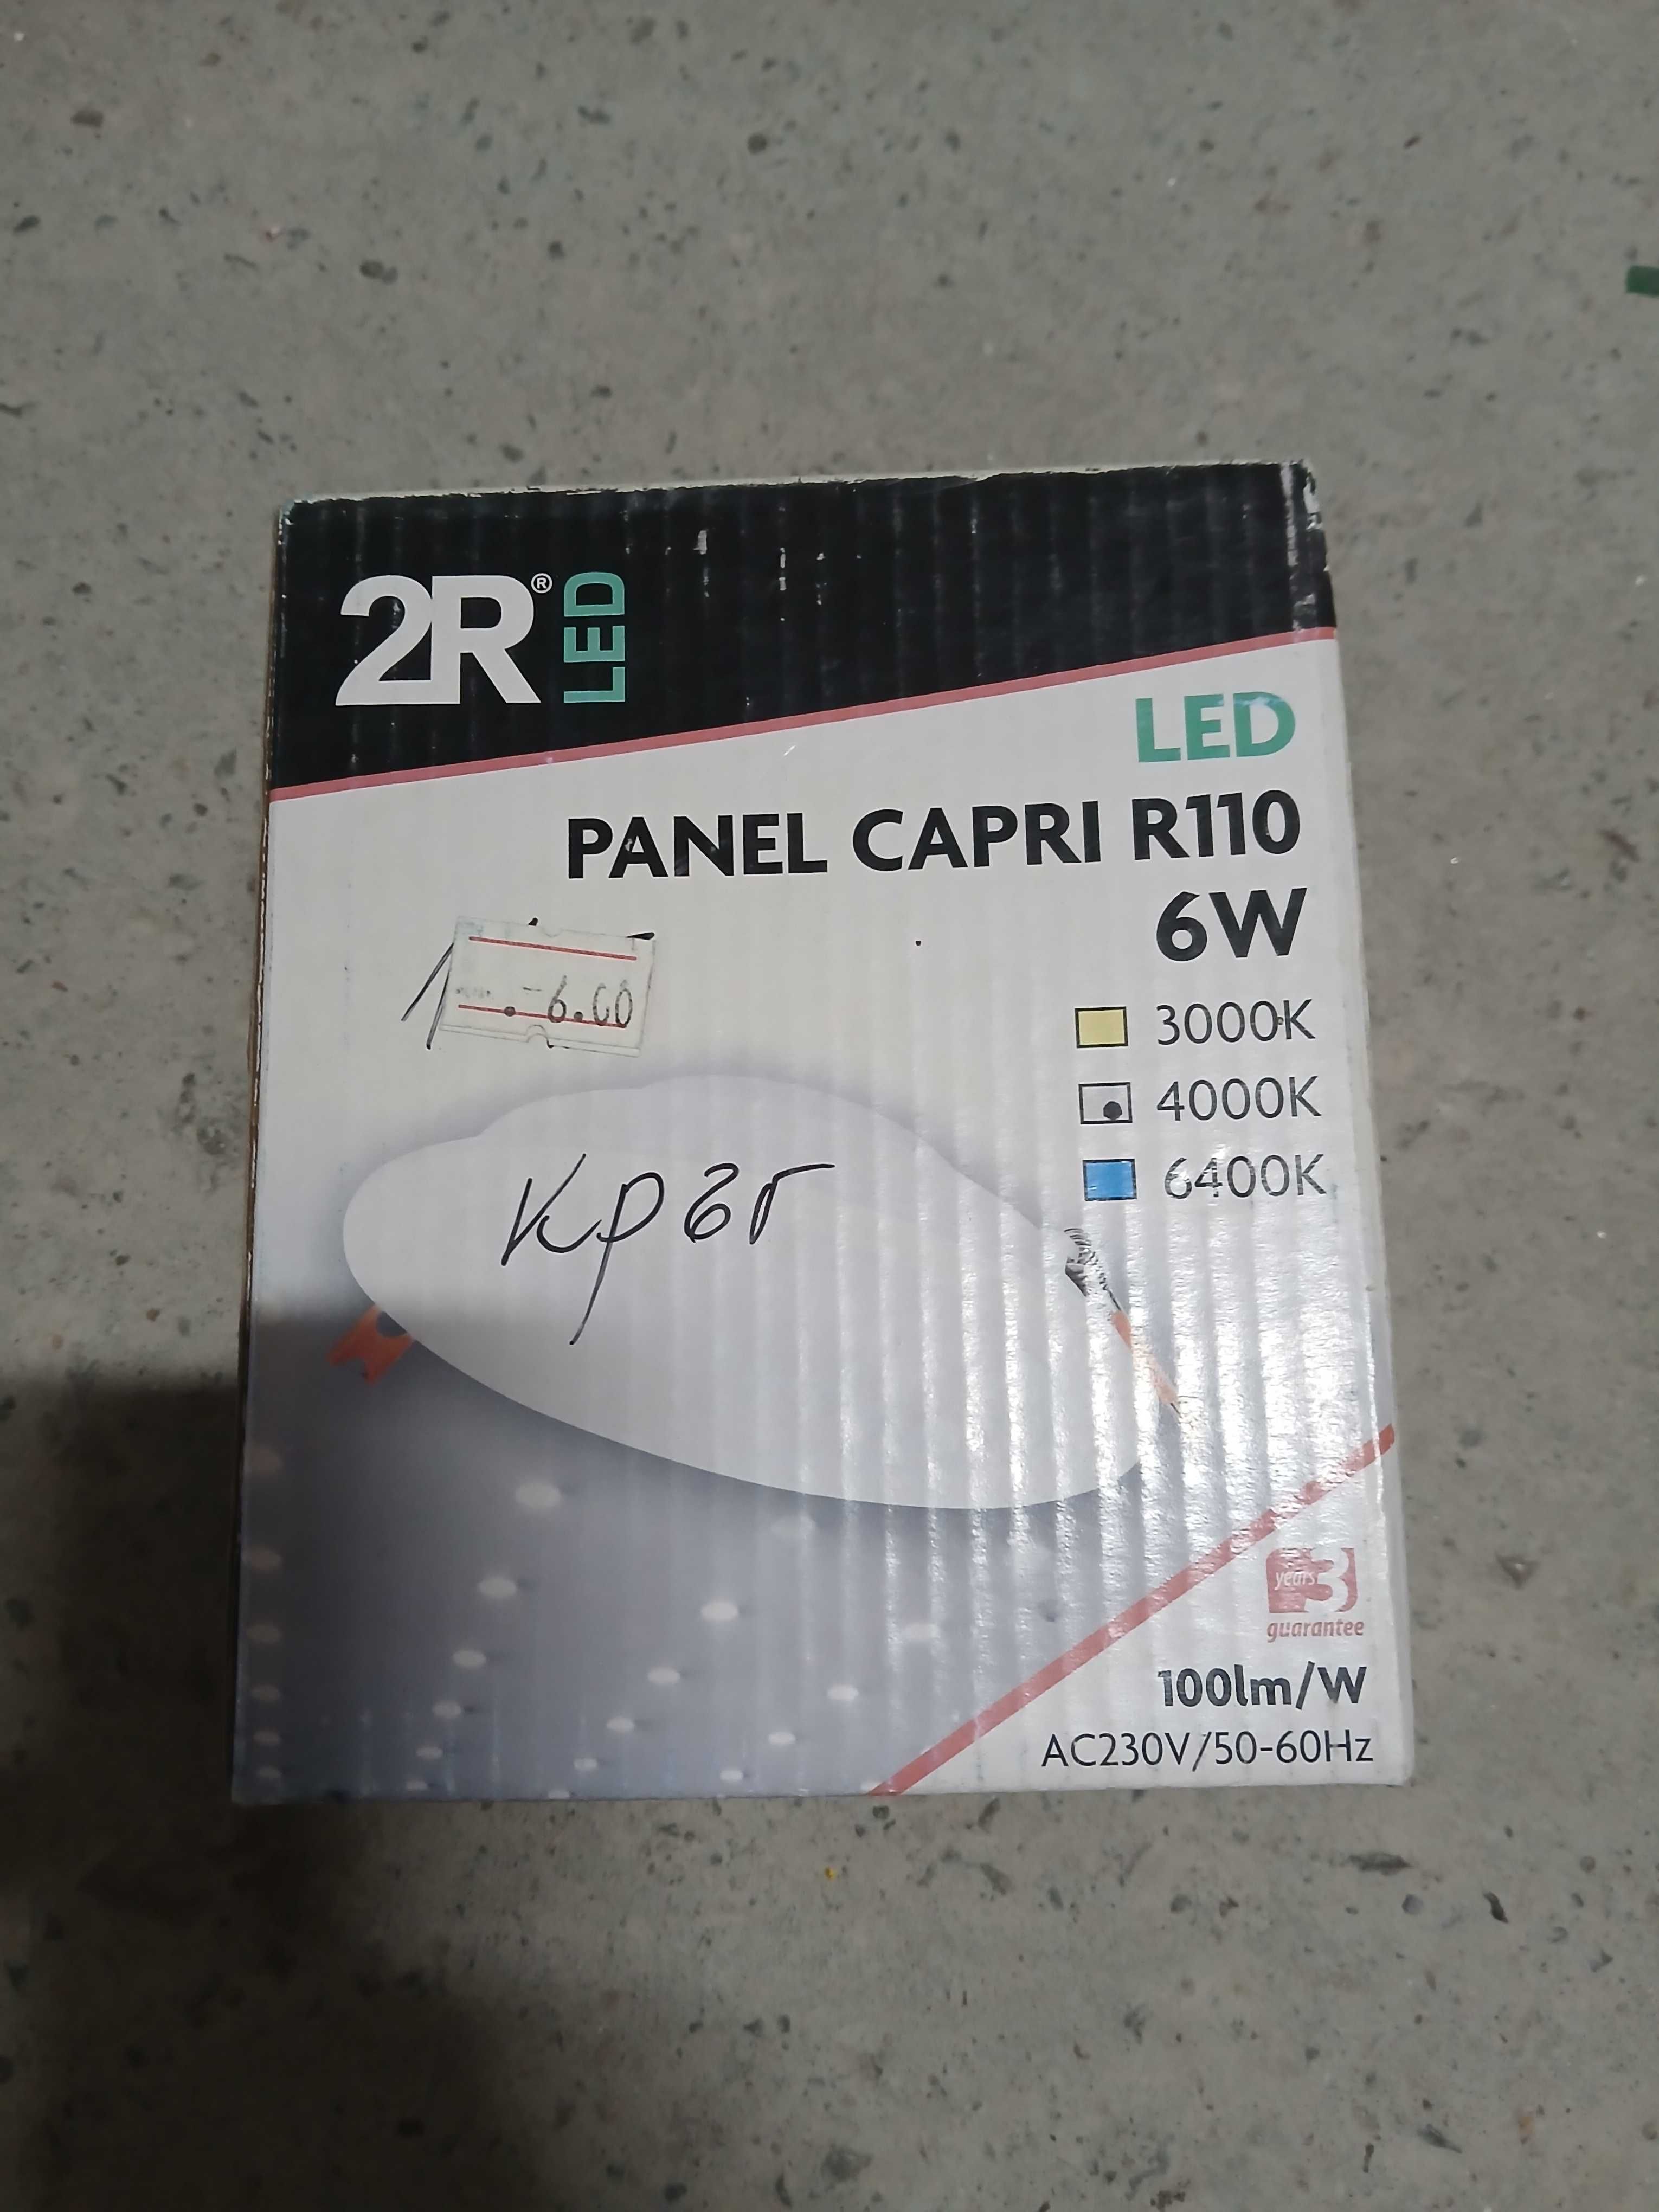 2R®
LED
LED
PANEL CAPRI R110
6W
6.00
3000K
4000K
6400K
кръг
years 3
guarantee
100lm/W
AC230V/50-60Hz